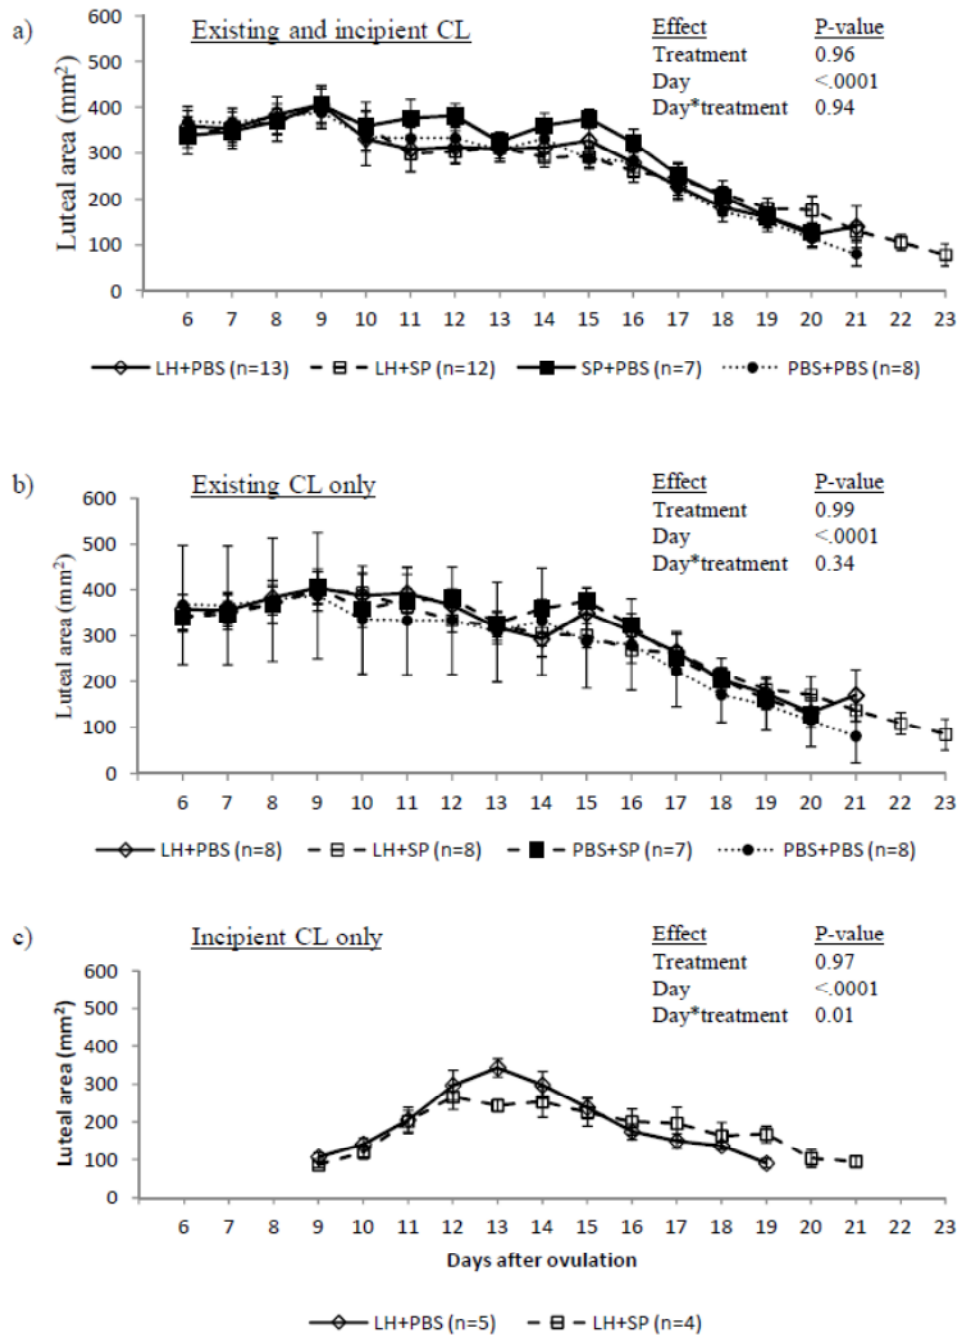 a)
Existing and incipient CL
Effect P-value
Treatment 0.96
Day <.0001
Day*treatment 0.94
Luteal area (mm²)
600
500
400
300
200
100
0
6 7 8 9 10 11 12 13 14 15 16 17 18 19 20 21 22 23
LH+PBS (n=13) LH+SP (n=12) SP+PBS (n=7) PBS+PBS (n=8)
b)
Existing CL only
Effect P-value
Treatment 0.99
Day <.0001
Day*treatment 0.34
Luteal area (mm²)
600
500
400
300
200
100
0
6 7 8 9 10 11 12 13 14 15 16 17 18 19 20 21 22 23
LH+PBS (n=8) LH+SP (n=8) PBS+SP (n=7) PBS+PBS (n=8)
c)
Incipient CL only
Effect P-value
Treatment 0.97
Day <.0001
Day*treatment 0.01
Luteal area (mm²)
600
500
400
300
200
100
0
6 7 8 9 10 11 12 13 14 15 16 17 18 19 20 21 22 23
Days after ovulation
LH+PBS (n=5) LH+SP (n=4)